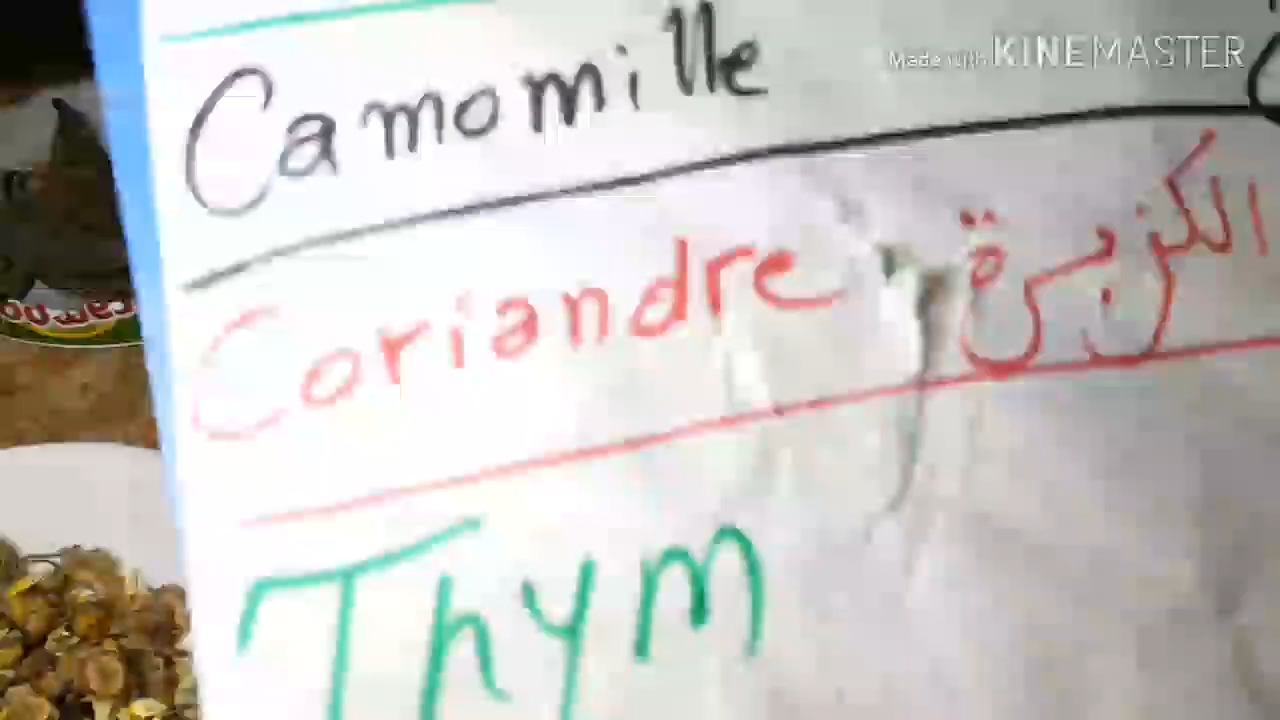 Made with KINEMASTER
Camomille
Coriandre الكزبرة
Thym